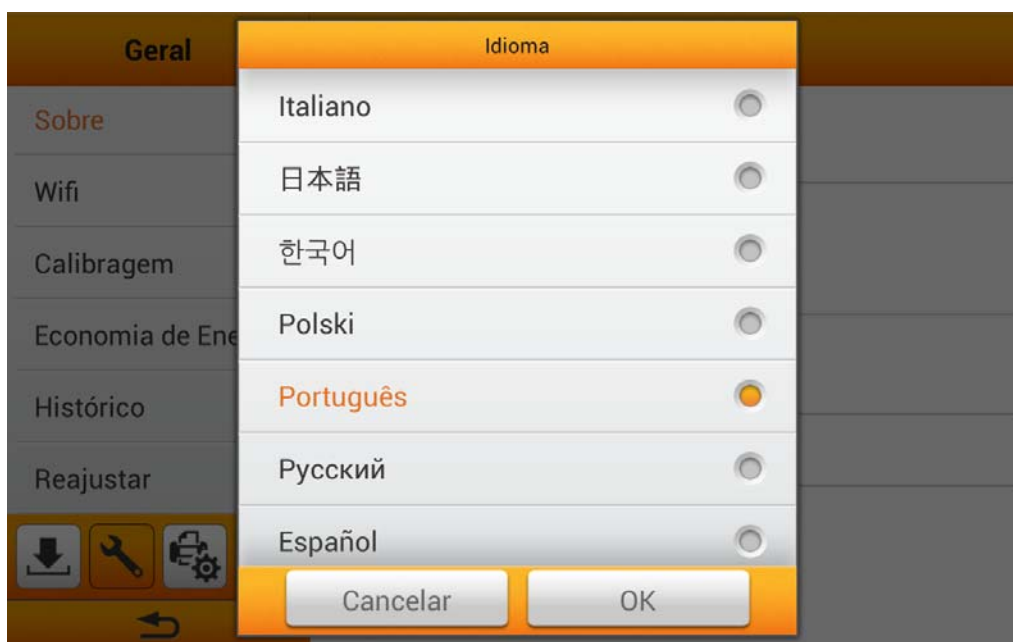 Geral
Sobre
Wifi
Calibragem
Economia de Ene
Histórico
Reajustar
Idioma
Italiano
日本語
한국어
Polski
Português
Русский
Español
Cancelar
OK